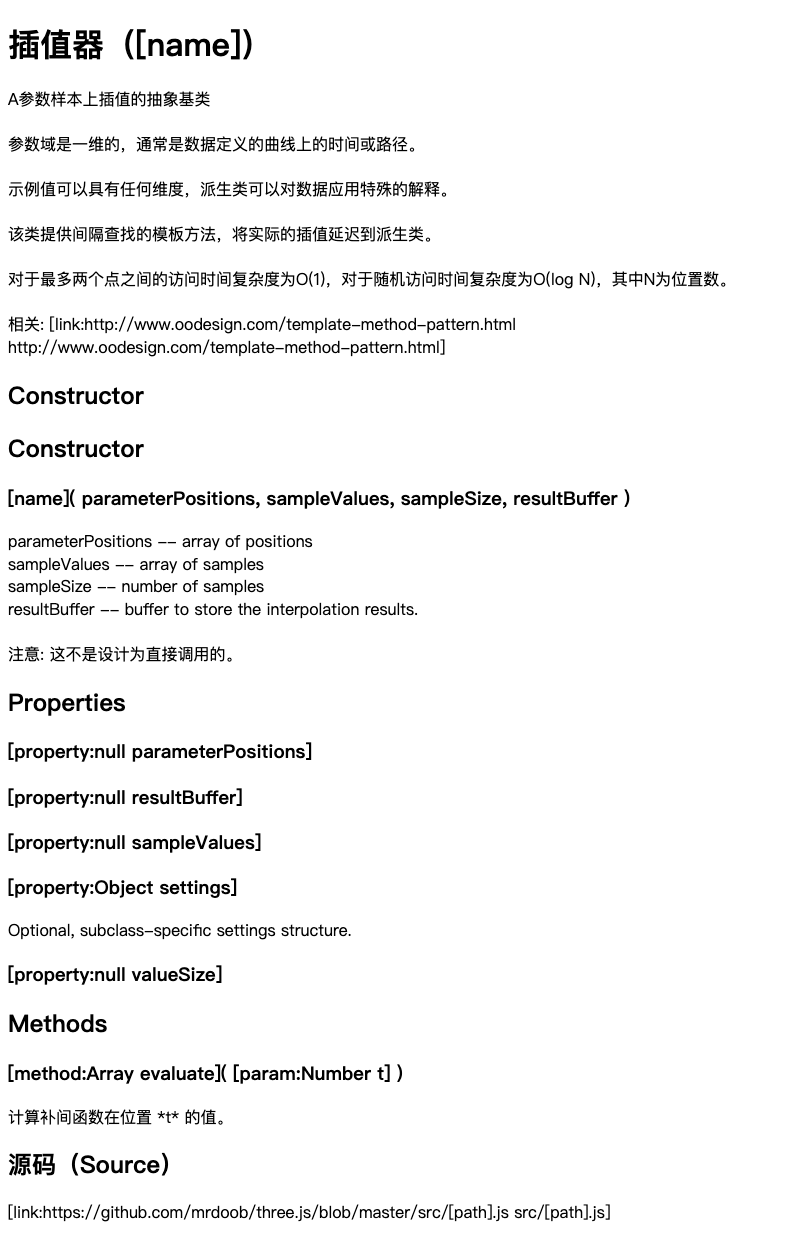 插值器（[name]）
A参数样本上插值的抽象基类
参数域是一维的，通常是数据定义的曲线上的时间或路径。
示例值可以具有任何维度，派生类可以对数据应用特殊的解释。
该类提供间隔查找的模板方法，将实际的插值延迟到派生类。
对于最多两个点之间的访问时间复杂度为O(1)，对于随机访问时间复杂度为O(log N)，其中N为位置数。
相关: [link:http://www.oodesign.com/template-method-pattern.html
http://www.oodesign.com/template-method-pattern.html]
Constructor
Constructor
[name]( parameterPositions, sampleValues, sampleSize, resultBuffer )
parameterPositions -- array of positions
sampleValues -- array of samples
sampleSize -- number of samples
resultBuffer -- buffer to store the interpolation results.
注意: 这不是设计为直接调用的。
Properties
[property:null parameterPositions]
[property:null resultBuffer]
[property:null sampleValues]
[property:Object settings]
Optional, subclass-specific settings structure.
[property:null valueSize]
Methods
[method:Array evaluate]( [param:Number t] )
计算补间函数在位置 *t* 的值。
源码（Source）
[link:https://github.com/mrdoob/three.js/blob/master/src/[path].js src/[path].js]